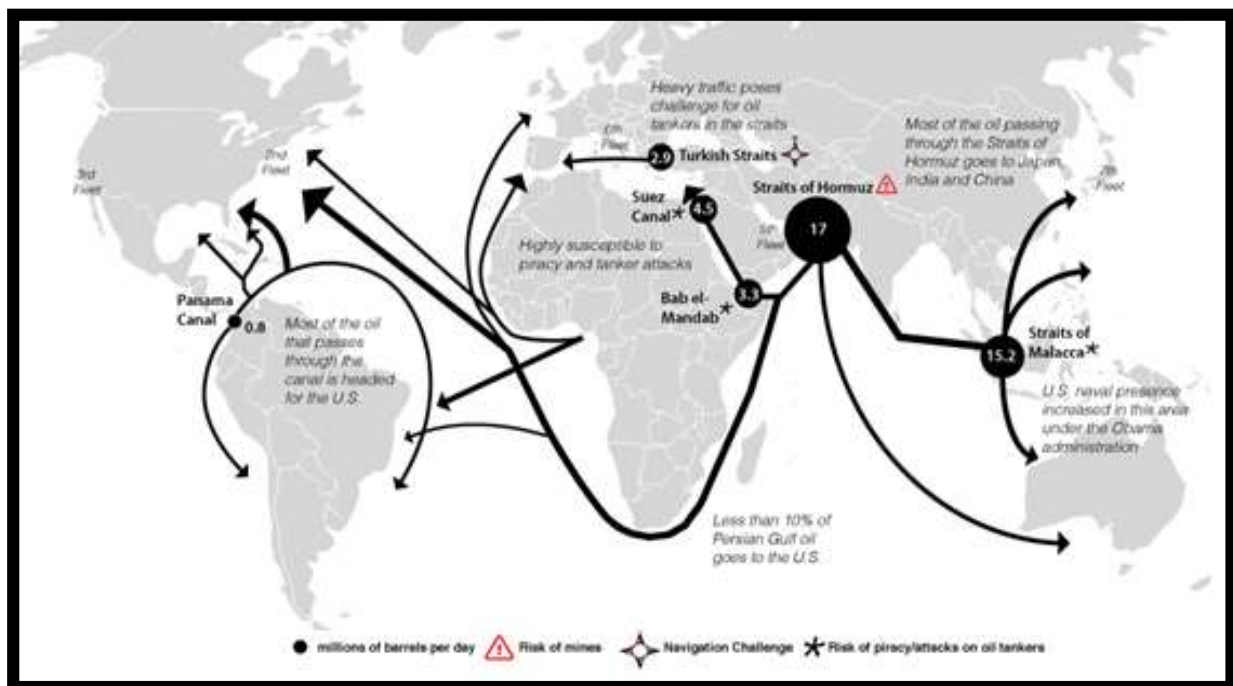 Heavy traffic poses
challenge for oil
tankers in the straits
6th
Fleet
2.9
Turkish Straits
Most of the oil passing
through the Straits of
Hormuz goes to Japan,
India and China
2nd
Fleet
3rd
Fleet
7th
Fleet
Straits of Hormuz
17
5th
Fleet
Suez
Canal
4.5
Highly susceptible to
piracy and tanker attacks
Bab el-
Mandab
3.3
Panama
Canal
0.8
Most of the oil
that passes
through the
canal is headed
for the U.S.
Straits of
Malacca
15.2
U.S. naval presence
increased in this area
under the Obama
administration
Less than 10% of
Persian Gulf oil
goes to the U.S.
millions of barrels per day
Risk of mines
Navigation Challenge
Risk of piracy/attacks on oil tankers